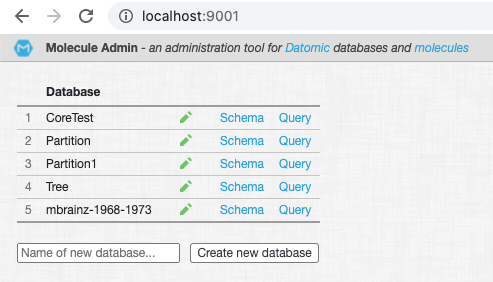 localhost:9001
Molecule Admin - an administration tool for Datomic databases and molecules
Database
1 CoreTest Schema Query
2 Partition Schema Query
3 Partition1 Schema Query
4 Tree Schema Query
5 mbrainz-1968-1973 Schema Query
Name of new database... Create new database